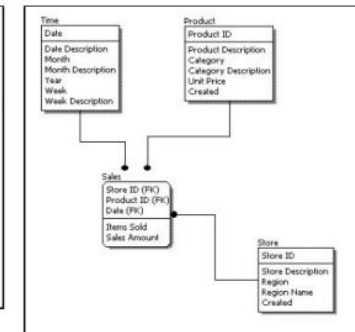 Time
Date
Date Description
Month
Month Description
Year
Week
Week Description
Product
Product ID
Product Description
Category
Category Description
Unit Price
Created
Sales
Store ID (FK)
Product ID (FK)
Date (FK)
Items Sold
Sales Amount
Store
Store ID
Store Description
Region
Region Name
Created